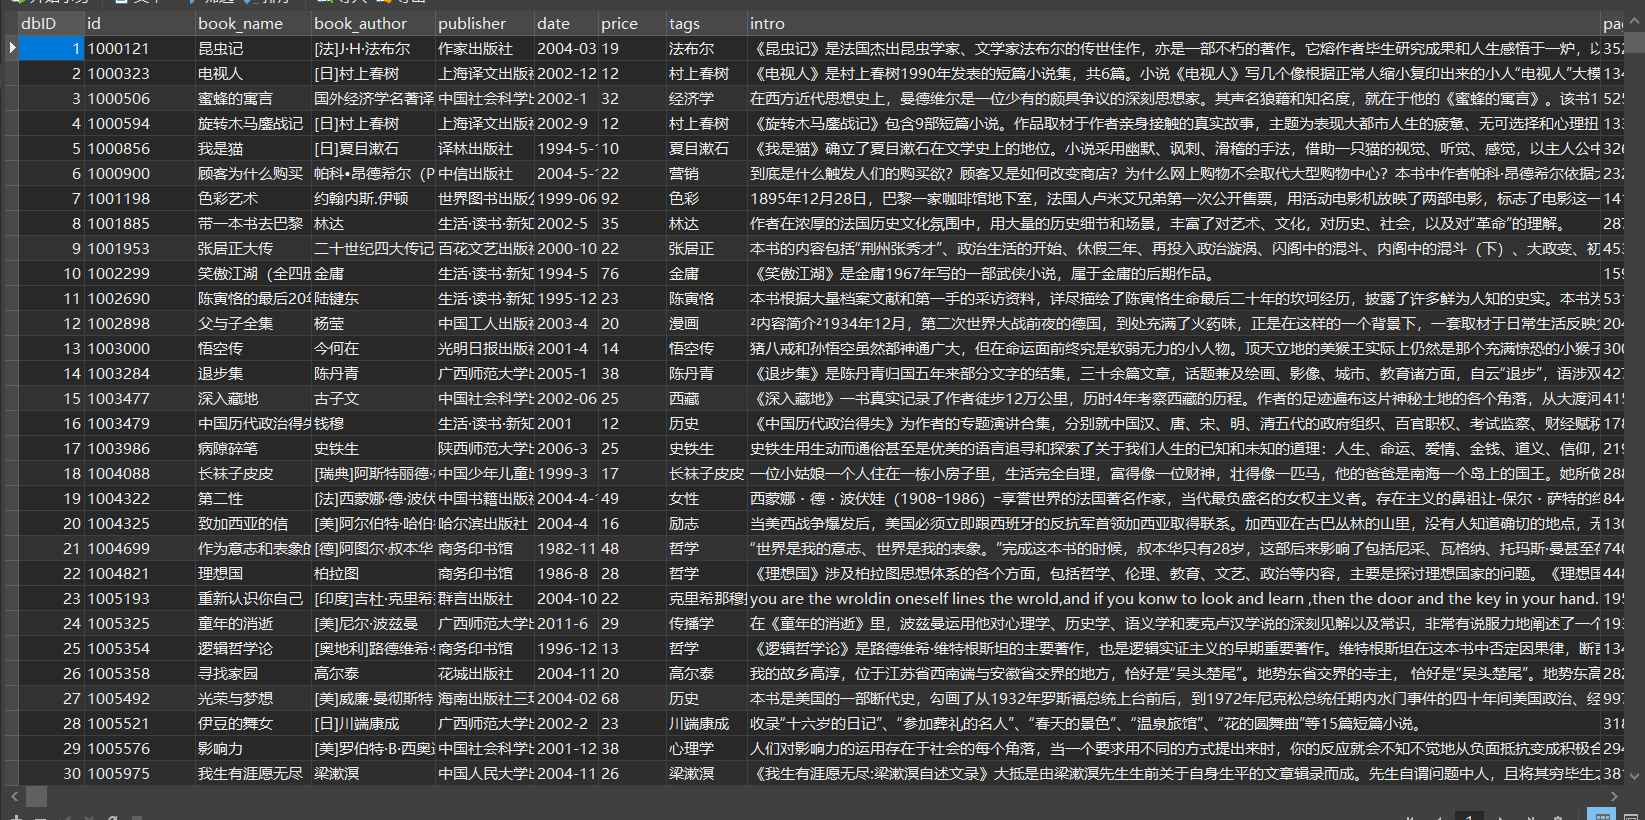 dbID id book_name book_author publisher date price tags intro pa
1 1000121 昆虫记 [法]J·H·法布尔 作家出版社 2004-03 19 法布尔 《昆虫记》是法国杰出昆虫学家、文学家法布尔的传世佳作，亦是一部不朽的著作。它熔作者毕生研究成果和人生感悟于一炉，以 352
2 1000323 电视人 [日]村上春树 上海译文出版社 2002-12 12 村上春树 《电视人》是村上春树1990年发表的短篇小说集，共6篇。小说《电视人》写几个像根据正常人缩小复印出来的小人“电视人”大模 134
3 1000506 蜜蜂的寓言 国外经济学名著译 中国社会科学出 2002-1 32 经济学 在西方近代思想史上，曼德维尔是一位少有的颇具争议的深刻思想家。其声名狼藉和知名度，就在于他的《蜜蜂的寓言》。该书1 525
4 1000594 旋转木马鏖战记 [日]村上春树 上海译文出版社 2002-9 12 村上春树 《旋转木马鏖战记》包含9部短篇小说。作品取材于作者亲身接触的真实故事，主题为表现大都市人生的疲惫、无可选择和心理扭 133
5 1000856 我是猫 [日]夏目漱石 译林出版社 1994-5-1 10 夏目漱石 《我是猫》确立了夏目漱石在文学史上的地位。小说采用幽默、讽刺、滑稽的手法，借助一只猫的视觉、听觉、感觉，以主人公中 326
6 1000900 顾客为什么购买 帕科•昂德希尔（P 中信出版社 2004-5-1 22 营销 到底是什么触发人们的购买欲？顾客又是如何改变商店？为什么网上购物不会取代大型购物中心？本书中作者帕科·昂德希尔依据 232
7 1001198 色彩艺术 约翰内斯.伊顿 世界图书出版公 1999-06 92 色彩 1895年12月28日，巴黎一家咖啡馆地下室，法国人卢米艾兄弟第一次公开售票，用活动电影机放映了两部电影，标志了电影这一 141
8 1001885 带一本书去巴黎 林达 生活·读书·新知 2002-5 35 林达 作者在浓厚的法国历史文化氛围中，用大量的历史细节和场景，丰富了对艺术、文化，对历史、社会，以及对“革命”的理解。 287
9 1001953 张居正大传 二十世纪四大传记 百花文艺出版社 2000-10 22 张居正 本书的内容包括“荆州张秀才”、政治生活的开始、休假三年、再投入政治漩涡、闪阁中的混斗、内阁中的混斗（下）、大政变、初 453
10 1002299 笑傲江湖（全四册 金庸 生活·读书·新知 1994-5 76 金庸 《笑傲江湖》是金庸1967年写的一部武侠小说，属于金庸的后期作品。 159
11 1002690 陈寅恪的最后20年 陆键东 生活·读书·新知 1995-12 23 陈寅恪 本书根据大量档案文献和第一手的采访资料，详尽描绘了陈寅恪生命最后二十年的坎坷经历，披露了许多鲜为人知的史实。本书为 531
12 1002898 父与子全集 杨莹 中国工人出版社 2003-4 20 漫画 ²内容简介²1934年12月，第二次世界大战前夜的德国，到处充满了火药味，正是在这样的一个背景下，一套取材于日常生活反映 204
13 1003000 悟空传 今何在 光明日报出版社 2001-4 14 悟空传 猪八戒和孙悟空虽然都神通广大，但在命运面前终究是软弱无力的小人物。顶天立地的美猴王实际上仍然是那个充满惊恐的小猴子 300
14 1003284 退步集 陈丹青 广西师范大学出 2005-1 38 陈丹青 《退步集》是陈丹青归国五年来部分文字的结集，三十余篇文章，话题兼及绘画、影像、城市、教育诸方面，自云“退步”，语涉双 427
15 1003477 深入藏地 古子文 中国社会科学出 2002-06 25 西藏 《深入藏地》一书真实记录了作者徒步12万公里，历时4年考察西藏的历程。作者的足迹遍布这片神秘土地的各个角落，从大渡河 415
16 1003479 中国历代政治得失 钱穆 生活·读书·新知 2001 12 历史 《中国历代政治得失》为作者的专题演讲合集，分别就中国汉、唐、宋、明、清五代的政府组织、百官职权、考试监察、财经赋税 178
17 1003986 病隙碎笔 史铁生 陕西师范大学出 2006-3 25 史铁生 史铁生用生动而通俗甚至是优美的语言追寻和探索了关于我们人生的已知和未知的道理：人生、命运、爱情、金钱、道义、信仰， 219
18 1004088 长袜子皮皮 [瑞典]阿斯特丽德· 中国少年儿童出 1999-3 17 长袜子皮皮 一位小姑娘一个人住在一栋小房子里，生活完全自理，富得像一位财神，壮得像一匹马，他的爸爸是南海一个岛上的国王。她所做 288
19 1004322 第二性 [法]西蒙娜·德·波伏 中国书籍出版社 2004-4-1 49 女性 西蒙娜·德·波伏娃（1908-1986）-享誉世界的法国著名作家，当代最负盛名的女权主义者。存在主义的鼻祖让-保尔·萨特的终 844
20 1004325 致加西亚的信 [美]阿尔伯特·哈伯 哈尔滨出版社 2004-4 16 励志 当美西战争爆发后，美国必须立即跟西班牙的反抗军首领加西亚取得联系。加西亚在古巴丛林的山里，没有人知道确切的地点，无 130
21 1004699 作为意志和表象的 [德]阿图尔·叔本华 商务印书馆 1982-11 48 哲学 “世界是我的意志、世界是我的表象。”完成这本书的时候，叔本华只有28岁，这部后来影响了包括尼采、瓦格纳、托玛斯·曼甚至 740
22 1004821 理想国 柏拉图 商务印书馆 1986-8 28 哲学 《理想国》涉及柏拉图思想体系的各个方面，包括哲学、伦理、教育、文艺、政治等内容，主要是探讨理想国家的问题。《理想国 448
23 1005193 重新认识你自己 [印度]吉杜·克里希 群言出版社 2004-10 22 克里希那穆 you are the wroldin oneself lines the wrold,and if you konw to look and learn ,then the door and the key in your hand. 195
24 1005325 童年的消逝 [美]尼尔·波兹曼 广西师范大学出 2011-6 29 传播学 在《童年的消逝》里，波兹曼运用他对心理学、历史学、语义学和麦克卢汉学说的深刻见解以及常识，非常有说服力地阐述了一个 193
25 1005354 逻辑哲学论 [奥地利]路德维希· 商务印书馆 1996-12 13 哲学 《逻辑哲学论》是路德维希·维特根斯坦的主要著作，也是逻辑实证主义的早期重要著作。维特根斯坦在这本书中否定因果律，断 134
26 1005358 寻找家园 高尔泰 花城出版社 2004-11 20 高尔泰 我的故乡高淳，位于江苏省西南端与安徽省交界的地方，恰好是“吴头楚尾”。地势东省交界的寺主， 恰好是“吴头楚尾”。地势东高 282
27 1005492 光荣与梦想 [美]威廉·曼彻斯特 海南出版社三环 2004-02 68 历史 本书是美国的一部断代史，勾画了从1932年罗斯福总统上台前后，到1972年尼克松总统任期内水门事件的四十年间美国政治、经 997
28 1005521 伊豆的舞女 [日]川端康成 广西师范大学出 2002-2 23 川端康成 收录“十六岁的日记”、“参加葬礼的名人”、“春天的景色”、“温泉旅馆”、“花的圆舞曲”等15篇短篇小说。 318
29 1005576 影响力 [美]罗伯特·B·西奥 中国社会科学出 2001-12 38 心理学 人们对影响力的运用存在于社会的每个角落，当一个要求用不同的方式提出来时，你的反应就会不知不觉地从负面抵抗变成积极合 294
30 1005975 我生有涯愿无尽 梁漱溟 中国人民大学出 2004-11 26 梁漱溟 《我生有涯愿无尽:梁漱溟自述文录》大抵是由梁漱溟先生生前关于自身生平的文章辑录而成。先生自谓问题中人，且将其穷毕生 381
1